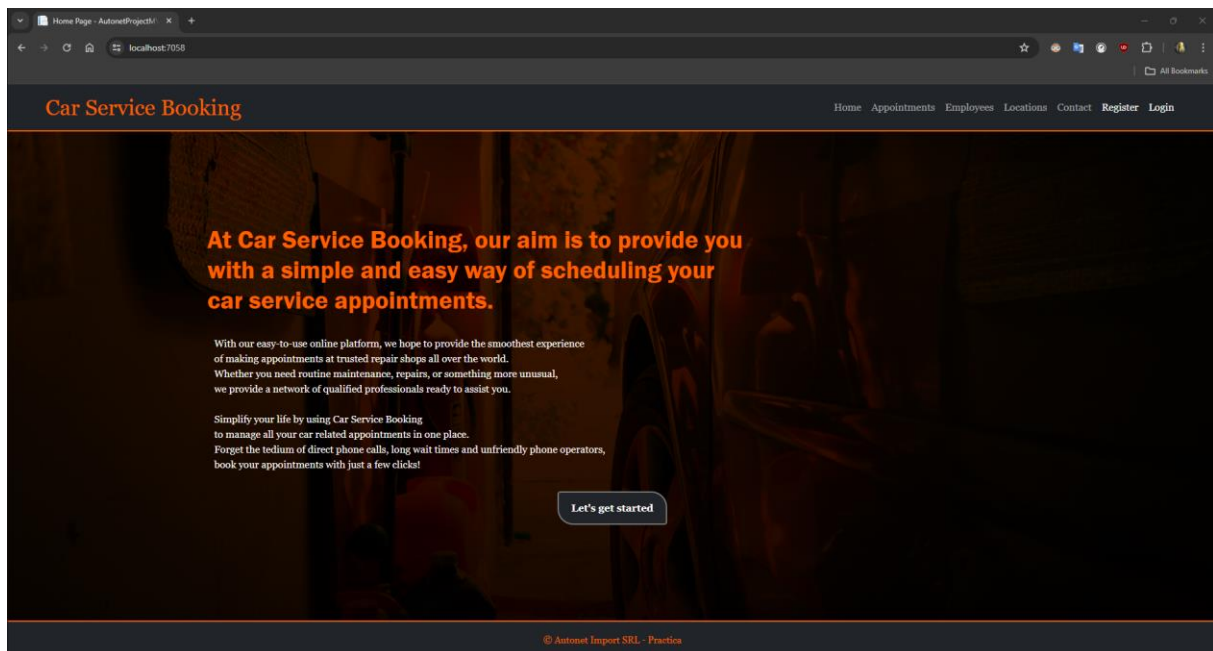 Home Page - AutonetProjectM
localhost:7058
All Bookmarks
Car Service Booking
Home Appointments Employees Locations Contact Register Login
At Car Service Booking, our aim is to provide you
with a simple and easy way of scheduling your
car service appointments.
With our easy-to-use online platform, we hope to provide the smoothest experience
of making appointments at trusted repair shops all over the world.
Whether you need routine maintenance, repairs, or something more unusual,
we provide a network of qualified professionals ready to assist you.
Simplify your life by using Car Service Booking
to manage all your car related appointments in one place.
Forget the tedium of direct phone calls, long wait times and unfriendly phone operators,
book your appointments with just a few clicks!
Let's get started
© Autonet Import SRL - Practica